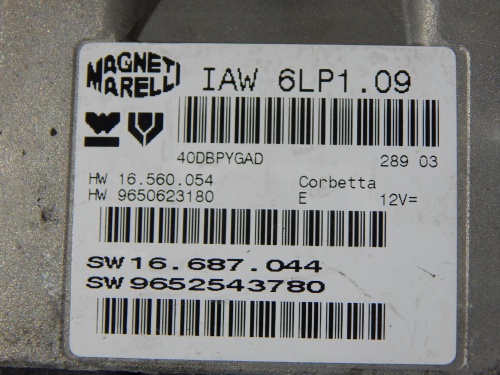 MAGNETI
MARELLI
IAW 6LP1.09
40DBPYGAD 289 03
HW 16.560.054 Corbetta
HW 9650623180 E 12V=
SW16.687.044
SW9652543780